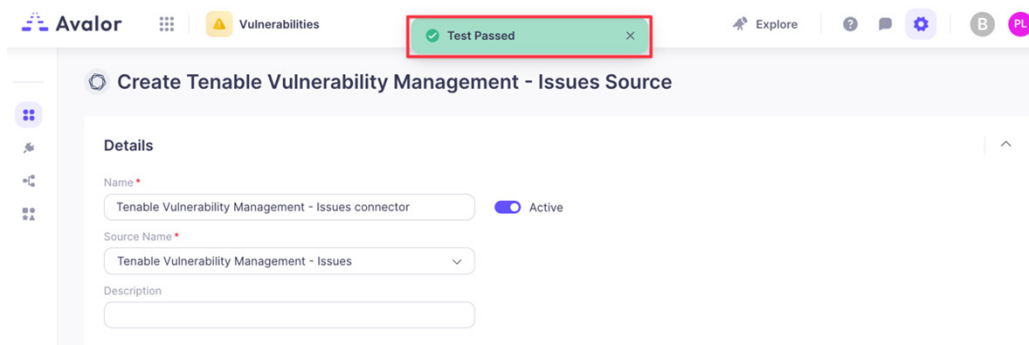 Avalor
Vulnerabilities
Test Passed
Explore
B
PL
Create Tenable Vulnerability Management - Issues Source
Details
Name *
Tenable Vulnerability Management - Issues connector
Active
Source Name *
Tenable Vulnerability Management - Issues
Description